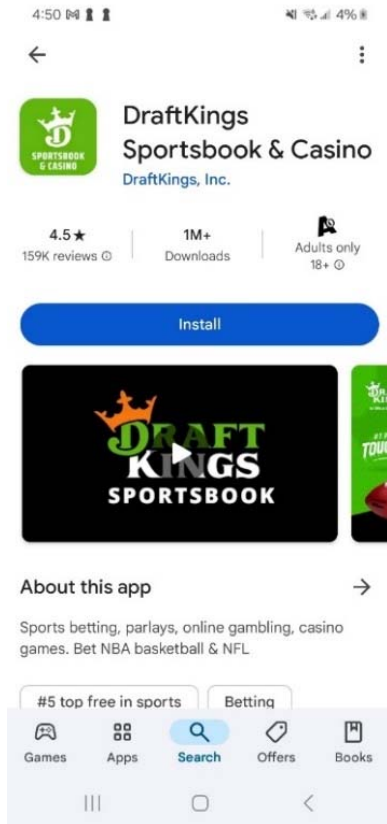 4:50 4%
DraftKings
Sportsbook & Casino
DraftKings, Inc.
SPORTSBOOK
& CASINO
4.5★ 1M+
159K reviews Downloads Adults only
18+
Install
DRAFT
KINGS
SPORTSBOOK
About this app
Sports betting, parlays, online gambling, casino
games. Bet NBA basketball & NFL
#5 top free in sports Betting
Games Apps Search Offers Books